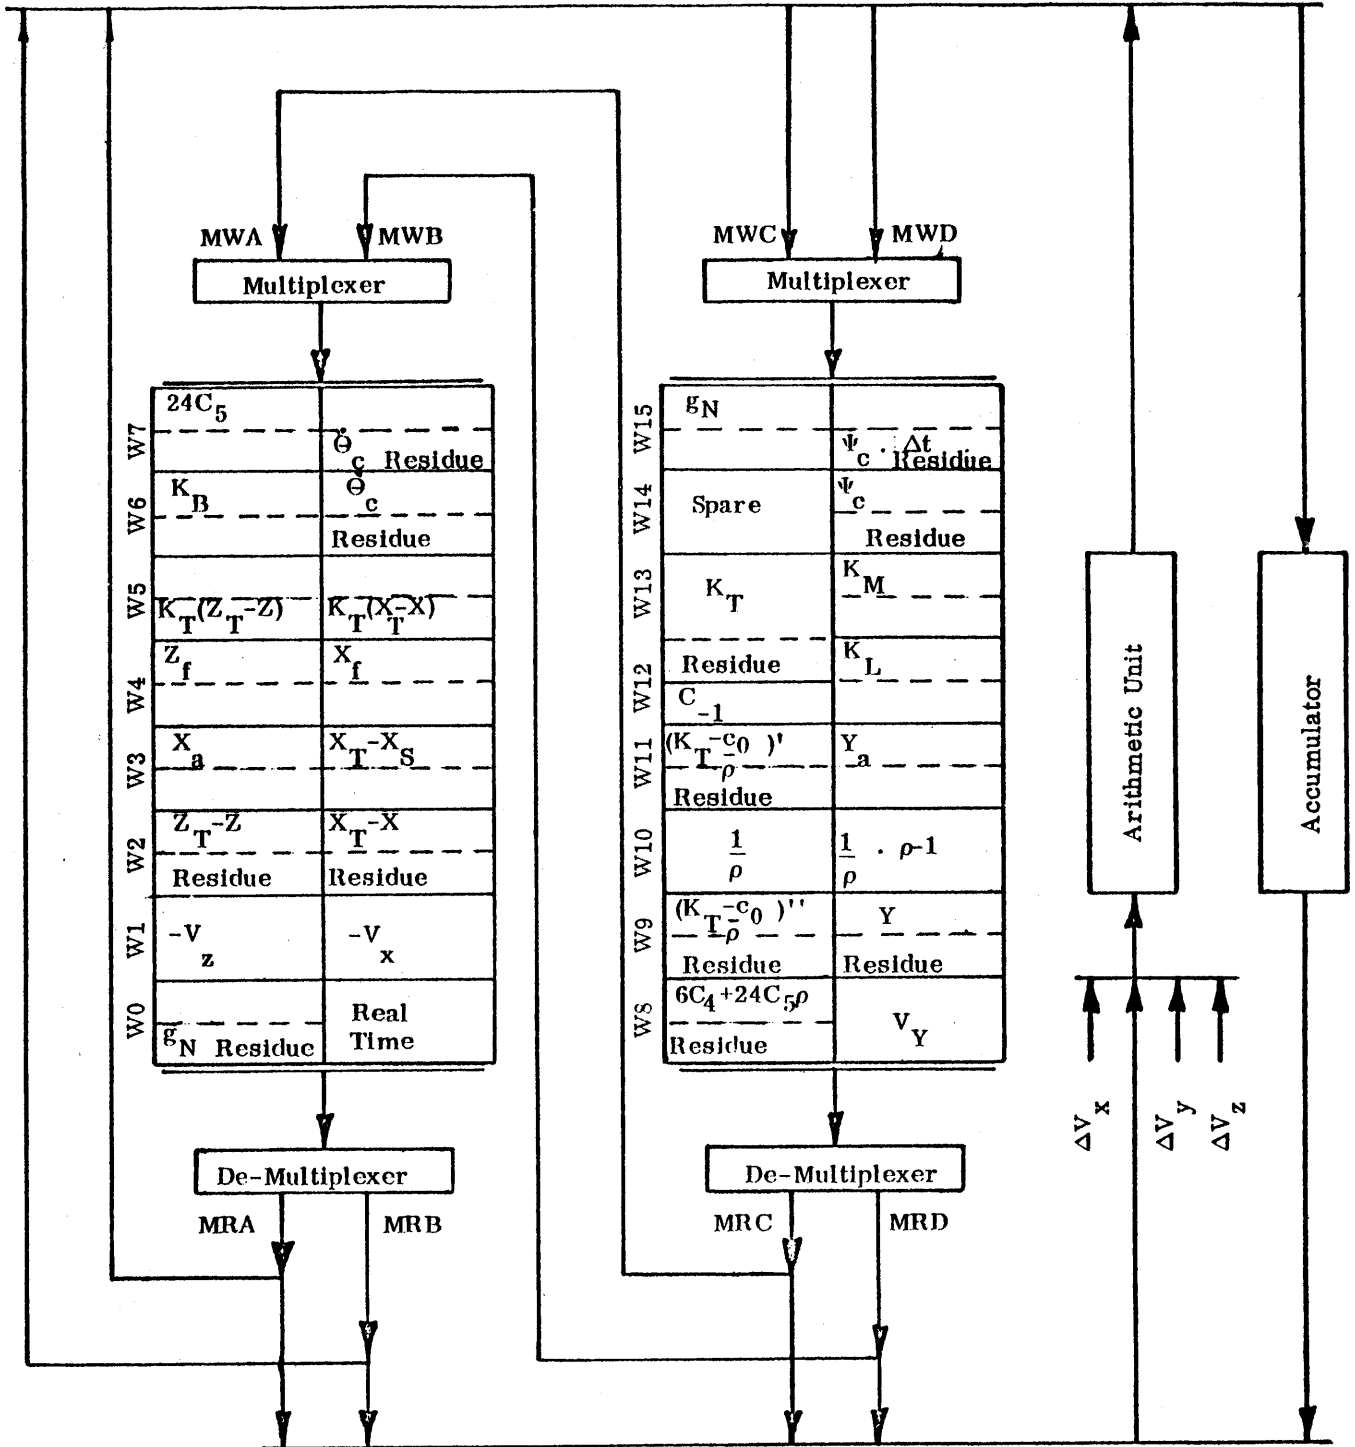 MWA MWB
Multiplexer
MWC MWD
Multiplexer
W7
24C5
Θ̇c Residue
W6
KB
Θc
Residue
W5
KT(ZT-Z)
KT(XT-X)
W4
Zf
Xf
W3
Xa
XT-XS
W2
ZT-Z
XT-X
Residue
Residue
W1
-Vz
-Vx
W0
gN Residue
Real
Time
W15
gN
Ψc . Δt
Residue
W14
Spare
Ψc
Residue
W13
KT
KM
W12
Residue
KL
C-1
W11
(KT-c0/ρ)'
Ya
Residue
W10
1/ρ
1/ρ . ρ-1
W9
(KT-c0/ρ)''
Y
Residue
Residue
W8
6C4+24C5ρ
VY
Residue
De-Multiplexer
MRA MRB
De-Multiplexer
MRC MRD
Arithmetic Unit
Accumulator
ΔVx
ΔVy
ΔVz